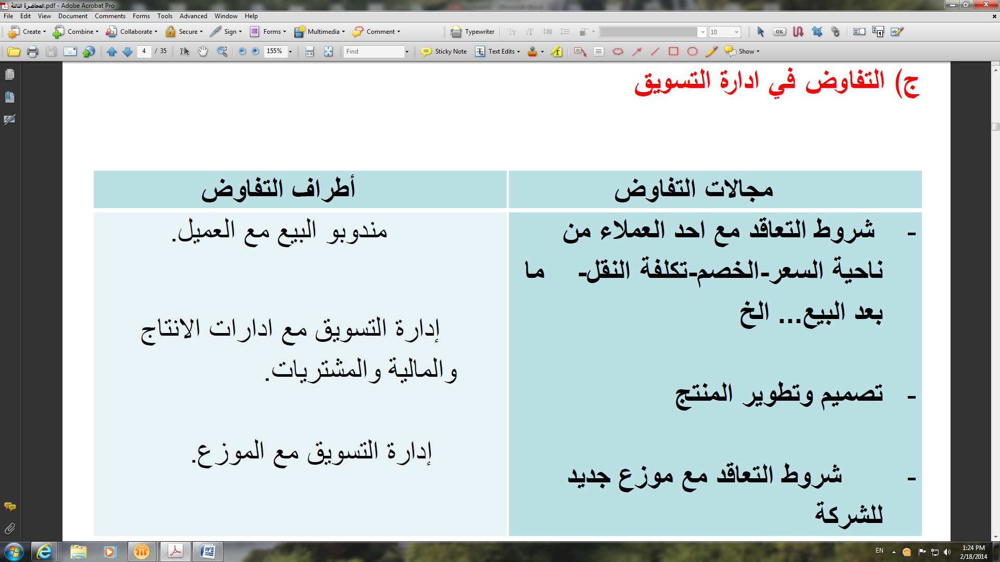 المحاضرة الثالثة.pdf - Adobe Acrobat Pro
File Edit View Document Comments Forms Tools Advanced Window Help
Create Combine Collaborate Secure Sign Forms Multimedia Comment Typewriter 10 OK
4 / 35 155% Find Sticky Note Text Edits Show
ج) التفاوض في ادارة التسويق
مجالات التفاوض
أطراف التفاوض
- شروط التعاقد مع احد العملاء من
ناحية السعر-الخصم-تكلفة النقل- ما
بعد البيع... الخ
مندوبو البيع مع العميل.
- تصميم وتطوير المنتج
إدارة التسويق مع ادارات الانتاج
والمالية والمشتريات.
- شروط التعاقد مع موزع جديد
للشركة
إدارة التسويق مع الموزع.
EN
1:24 PM
2/18/2014